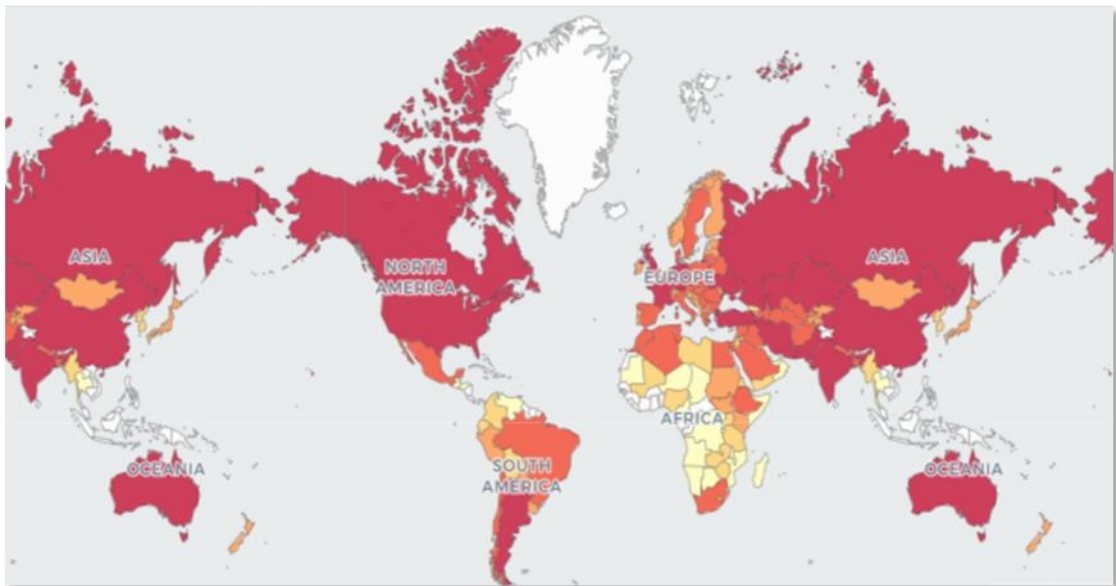 ASIA
NORTH
AMERICA
EUROPE
ASIA
AFRICA
SOUTH
AMERICA
OCEANIA
OCEANIA